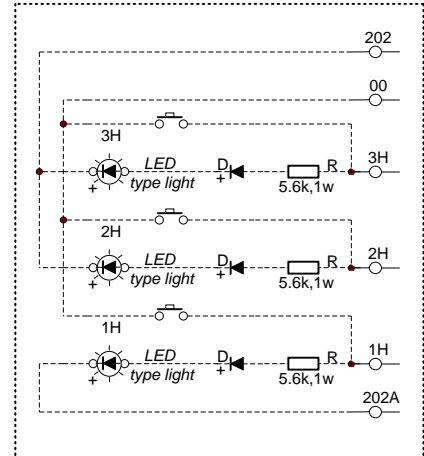 202
00
3H
LED
type light
+
D
+
R
5.6k,1w
3H
2H
LED
type light
+
D
+
R
5.6k,1w
2H
1H
LED
type light
+
D
+
R
5.6k,1w
1H
202A